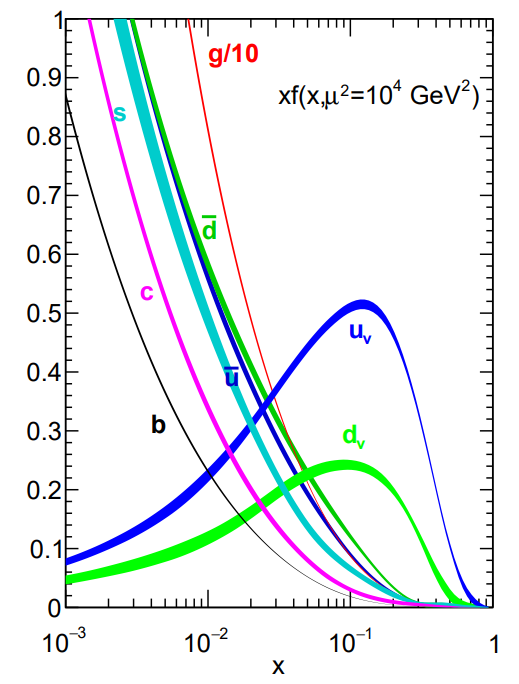 1
g/10
0.9
xf(x,μ²=10⁴ GeV²)
s
0.8
0.7
d̅
0.6
c
0.5
u_v
0.4
u̅
0.3
b
d_v
0.2
0.1
0
10⁻³ 10⁻² 10⁻¹ 1
x